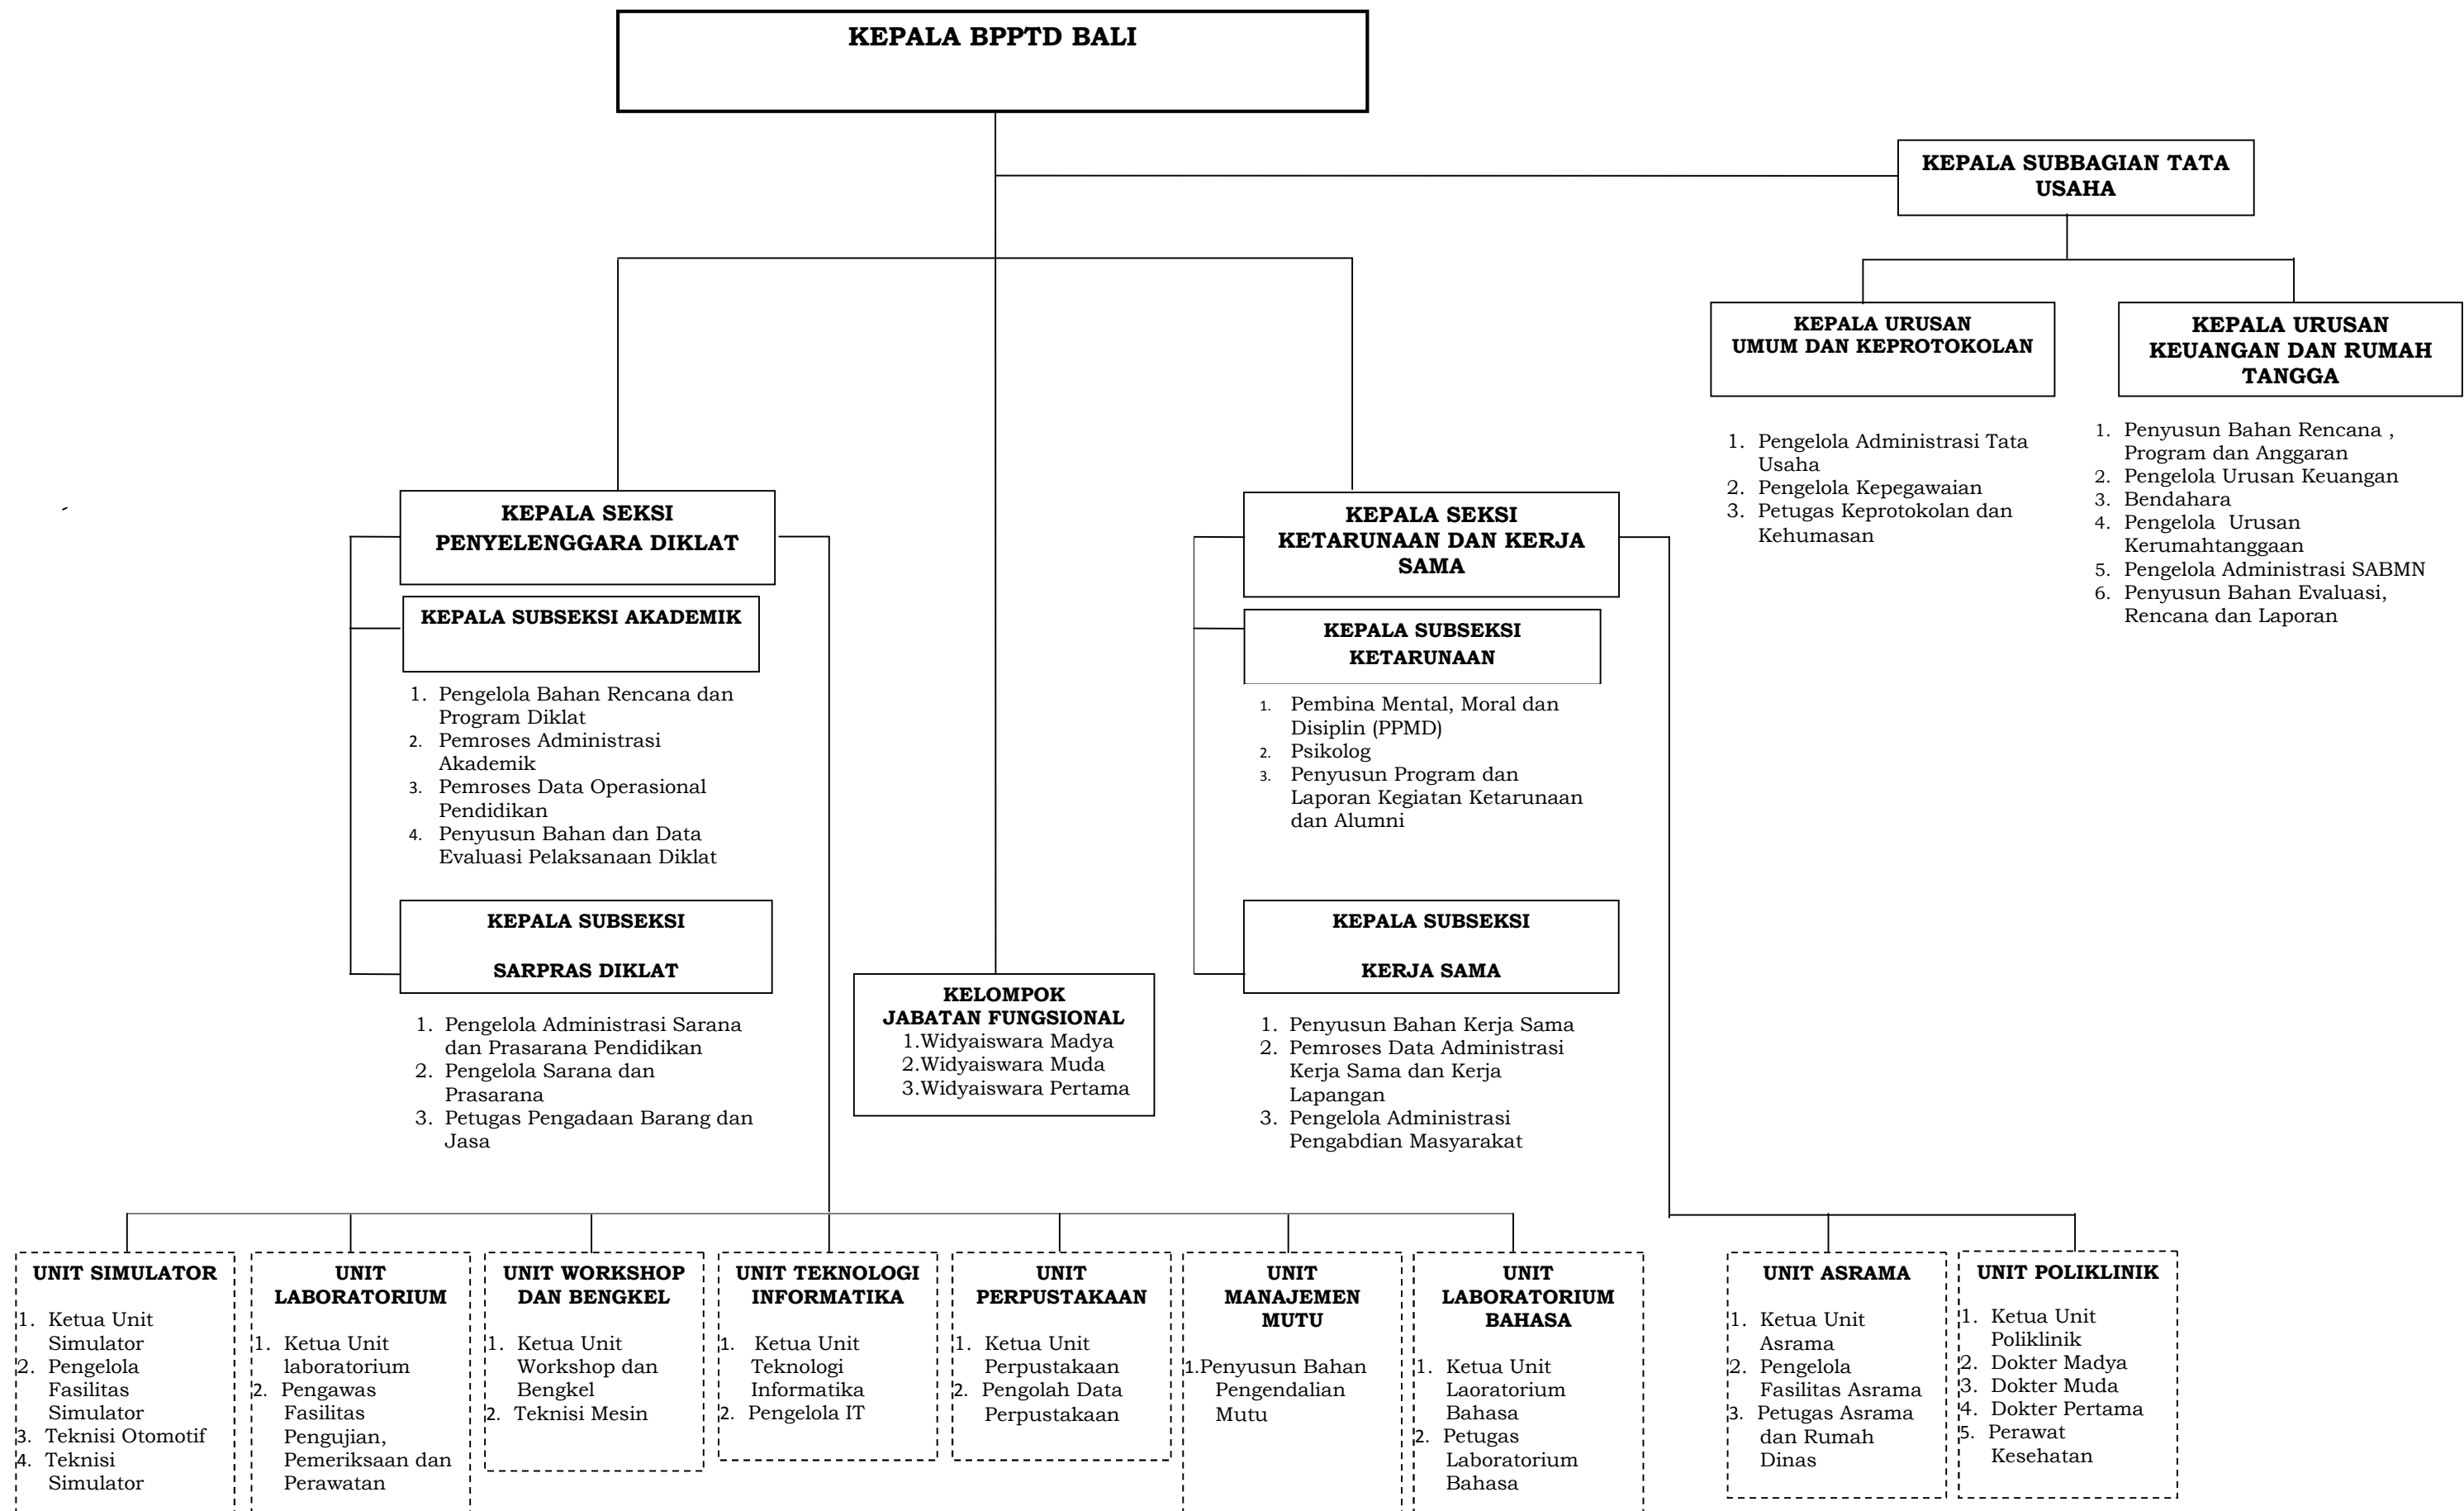 KEPALA BPPTD BALI
KEPALA SUBBAGIAN TATA
USAHA
KEPALA URUSAN
UMUM DAN KEPROTOKOLAN
1. Pengelola Administrasi Tata
Usaha
2. Pengelola Kepegawaian
3. Petugas Keprotokolan dan
Kehumasan
KEPALA URUSAN
KEUANGAN DAN RUMAH
TANGGA
1. Penyusun Bahan Rencana ,
Program dan Anggaran
2. Pengelola Urusan Keuangan
3. Bendahara
4. Pengelola Urusan
Kerumahtanggaan
5. Pengelola Administrasi SABMN
6. Penyusun Bahan Evaluasi,
Rencana dan Laporan
KEPALA SEKSI
PENYELENGGARA DIKLAT
KEPALA SUBSEKSI AKADEMIK
1. Pengelola Bahan Rencana dan
Program Diklat
2. Pemroses Administrasi
Akademik
3. Pemroses Data Operasional
Pendidikan
4. Penyusun Bahan dan Data
Evaluasi Pelaksanaan Diklat
KEPALA SUBSEKSI
SARPRAS DIKLAT
1. Pengelola Administrasi Sarana
dan Prasarana Pendidikan
2. Pengelola Sarana dan
Prasarana
3. Petugas Pengadaan Barang dan
Jasa
KELOMPOK
JABATAN FUNGSIONAL
1.Widyaiswara Madya
2.Widyaiswara Muda
3.Widyaiswara Pertama
KEPALA SEKSI
KETARUNAAN DAN KERJA
SAMA
KEPALA SUBSEKSI
KETARUNAAN
1. Pembina Mental, Moral dan
Disiplin (PPMD)
2. Psikolog
3. Penyusun Program dan
Laporan Kegiatan Ketarunaan
dan Alumni
KEPALA SUBSEKSI
KERJA SAMA
1. Penyusun Bahan Kerja Sama
2. Pemroses Data Administrasi
Kerja Sama dan Kerja
Lapangan
3. Pengelola Administrasi
Pengabdian Masyarakat
UNIT SIMULATOR
1. Ketua Unit
Simulator
2. Pengelola
Fasilitas
Simulator
3. Teknisi Otomotif
4. Teknisi
Simulator
UNIT
LABORATORIUM
1. Ketua Unit
laboratorium
2. Pengawas
Fasilitas
Pengujian,
Pemeriksaan dan
Perawatan
UNIT WORKSHOP
DAN BENGKEL
1. Ketua Unit
Workshop dan
Bengkel
2. Teknisi Mesin
UNIT TEKNOLOGI
INFORMATIKA
1. Ketua Unit
Teknologi
Informatika
2. Pengelola IT
UNIT
PERPUSTAKAAN
1. Ketua Unit
Perpustakaan
2. Pengolah Data
Perpustakaan
UNIT
MANAJEMEN
MUTU
1.Penyusun Bahan
Pengendalian
Mutu
UNIT
LABORATORIUM
BAHASA
1. Ketua Unit
Laoratorium
Bahasa
2. Petugas
Laboratorium
Bahasa
UNIT ASRAMA
1. Ketua Unit
Asrama
2. Pengelola
Fasilitas Asrama
3. Petugas Asrama
dan Rumah
Dinas
UNIT POLIKLINIK
1. Ketua Unit
Poliklinik
2. Dokter Madya
3. Dokter Muda
4. Dokter Pertama
5. Perawat
Kesehatan